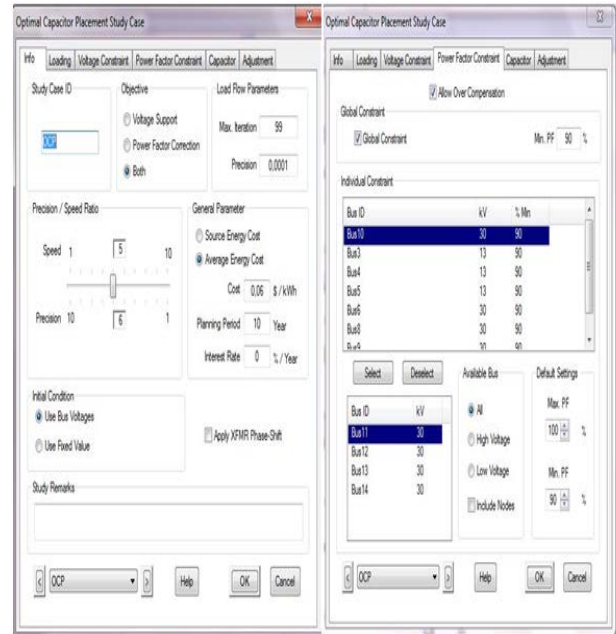 Optimal Capacitor Placement Study Case
Info Loading Voltage Constraint Power Factor Constraint Capacitor Adjustment
Study Case ID
OCP
Objective
Voltage Support
Power Factor Correction
Both
Load Flow Parameters
Max. Iteration 99
Precision 0,0001
Precision / Speed Ratio
Speed 1 5 10
Precision 10 6 1
General Parameter
Source Energy Cost
Average Energy Cost
Cost 0,06 $ / kWh
Planning Period 10 Year
Interest Rate 0 % / Year
Initial Condition
Use Bus Voltages
Use Fixed Value
Apply XFMR Phase-Shift
Study Remarks
OCP Help OK Cancel
Optimal Capacitor Placement Study Case
Info Loading Voltage Constraint Power Factor Constraint Capacitor Adjustment
Allow Over Compensation
Global Constraint
Global Constraint Min. PF 90 %
Individual Constraint
Bus ID kV % Min
Bus10 30 90
Bus3 13 90
Bus4 13 90
Bus5 13 90
Bus6 30 90
Bus8 30 90
Bus9 30 90
Select Deselect
Bus ID kV
Bus11 30
Bus12 30
Bus13 30
Bus14 30
Available Bus
All
High Voltage
Low Voltage
Include Nodes
Default Settings
Max. PF
100 %
Min. PF
90 %
OCP Help OK Cancel